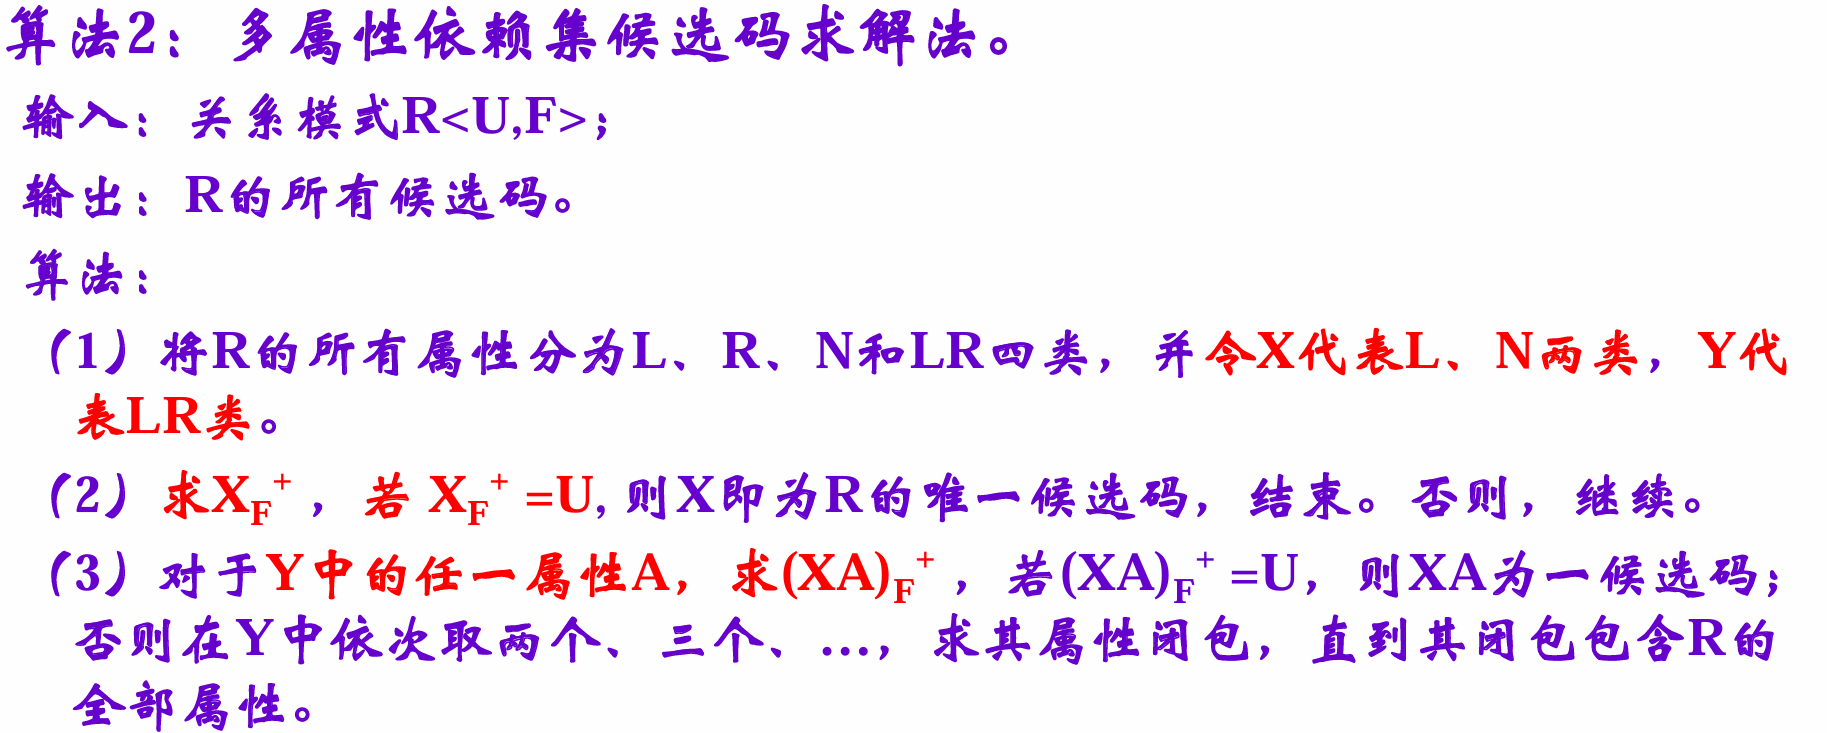 算法2：多属性依赖集候选码求解法。
输入：关系模式R<U,F>；
输出：R的所有候选码。
算法：
（1）将R的所有属性分为L、R、N和LR四类，并令X代表L、N两类，Y代
表LR类。
（2）求X_F^+，若 X_F^+ =U, 则X即为R的唯一候选码，结束。否则，继续。
（3）对于Y中的任一属性A，求(XA)_F^+，若(XA)_F^+ =U，则XA为一候选码；
否则在Y中依次取两个、三个、…，求其属性闭包，直到其闭包包含R的
全部属性。